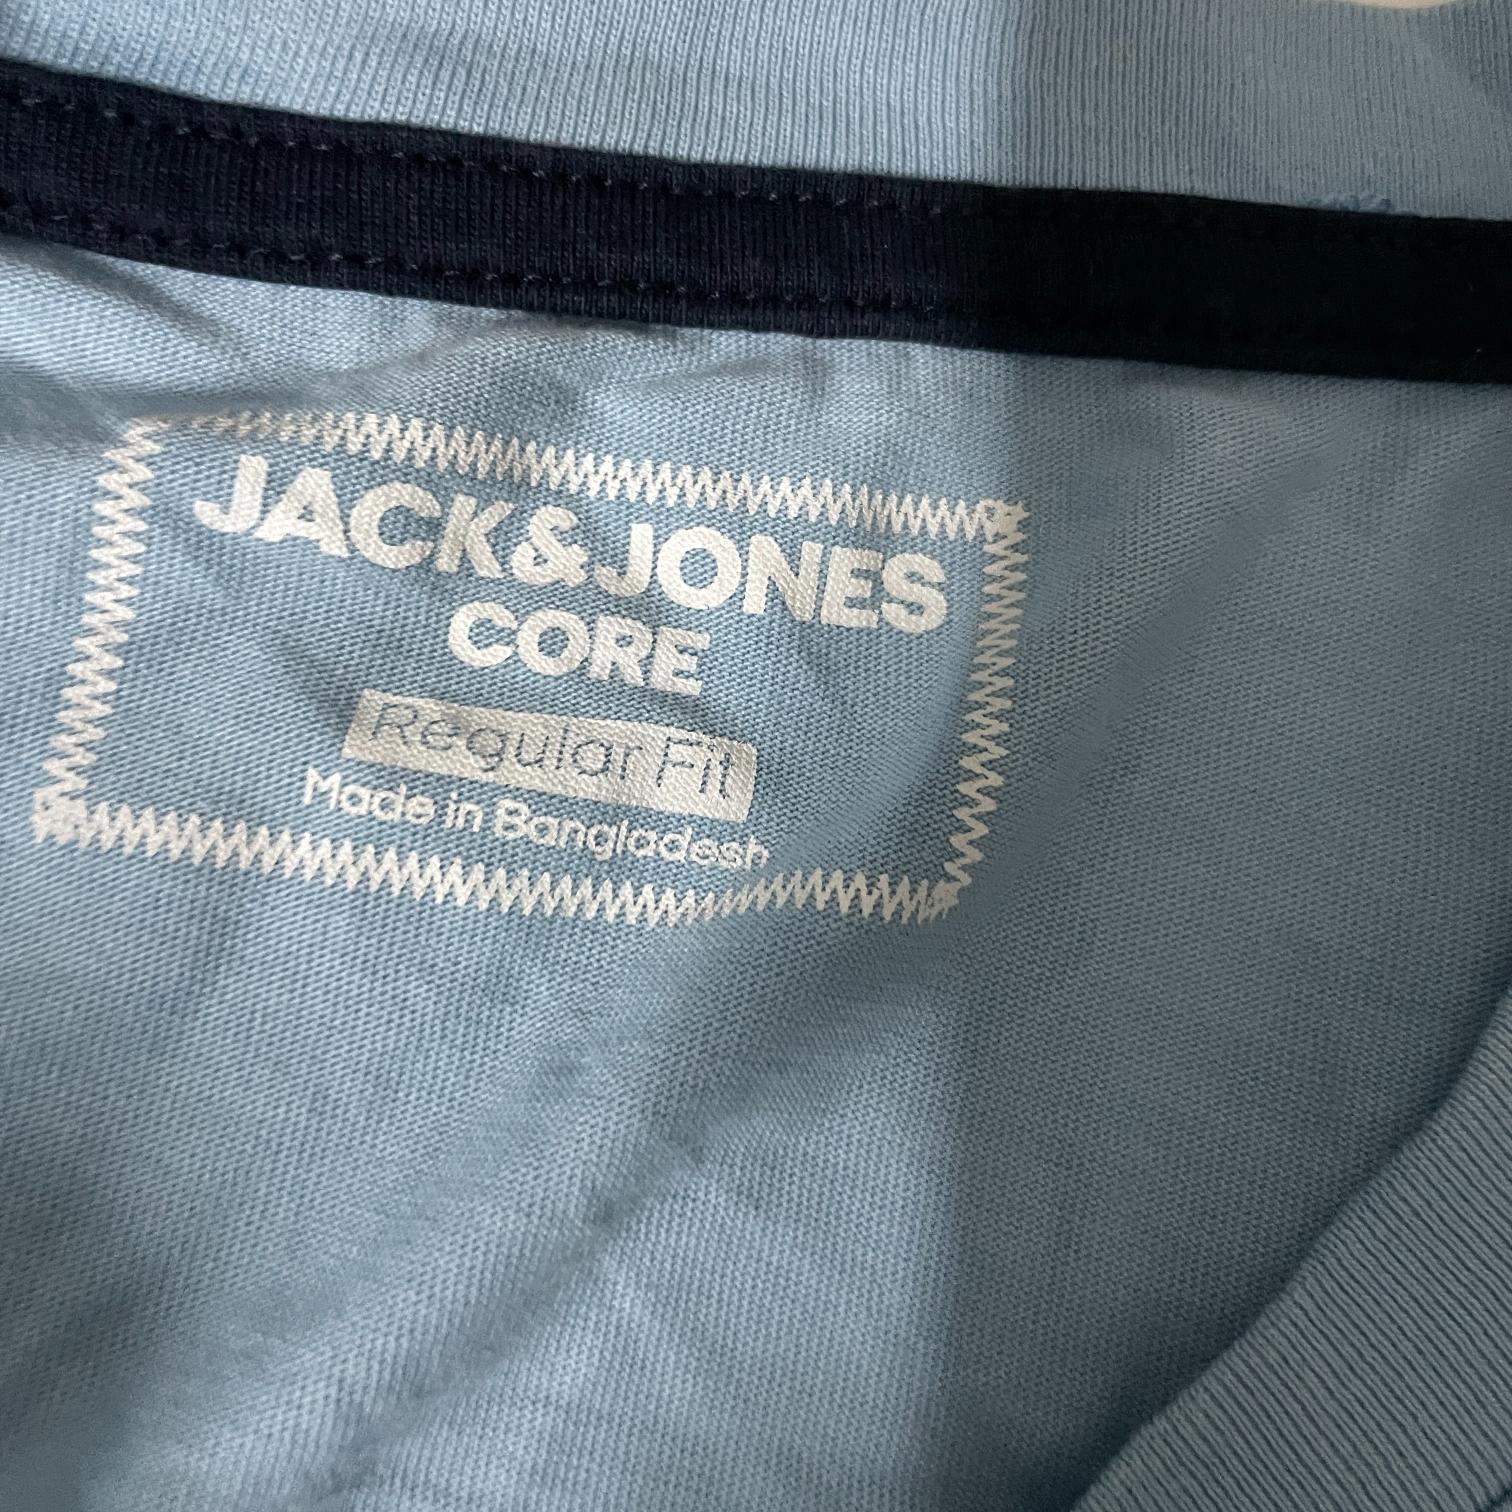 JACK&JONES
CORE
Regular Fit
Made in Bangladesh